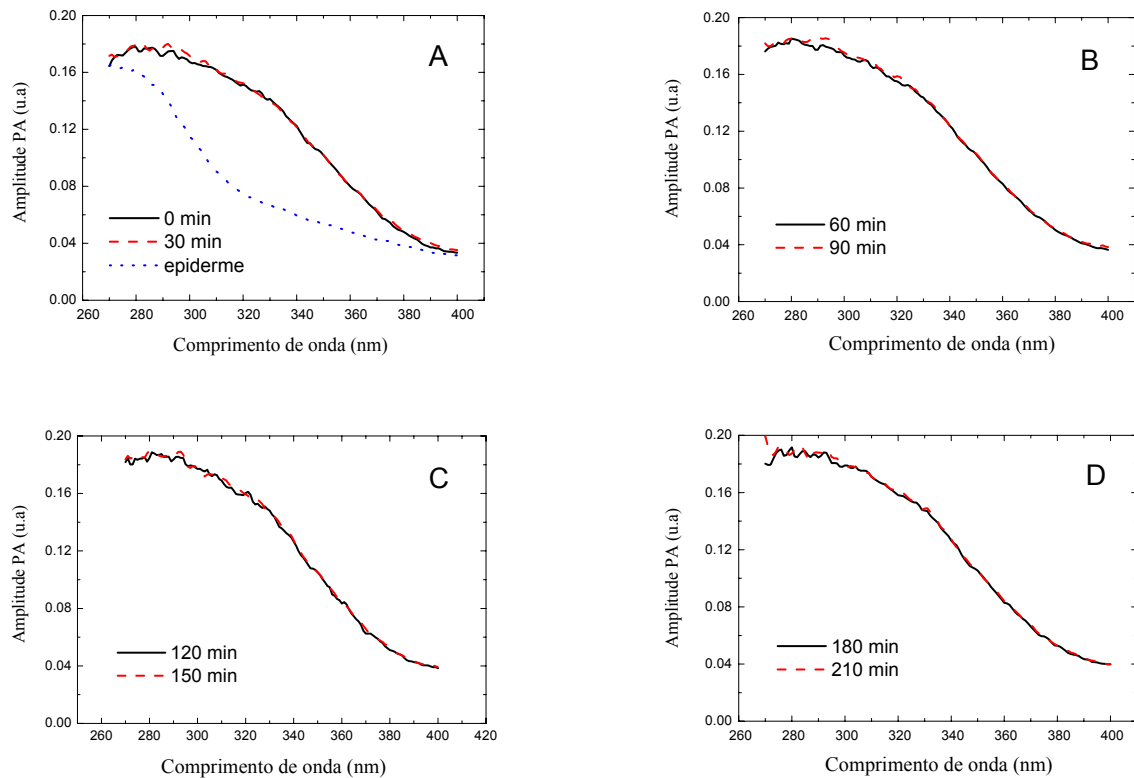 0.20
0.16
0.12
0.08
0.04
0.00
Amplitude PA (u.a)
A
0 min
30 min
epiderme
260 280 300 320 340 360 380 400
Comprimento de onda (nm)
0.20
0.16
0.12
0.08
0.04
0.00
Amplitude PA (u.a)
B
60 min
90 min
260 280 300 320 340 360 380 400
Comprimento de onda (nm)
0.20
0.16
0.12
0.08
0.04
0.00
Amplitude PA (u.a)
C
120 min
150 min
260 280 300 320 340 360 380 400 420
Comprimento de onda (nm)
0.20
0.16
0.12
0.08
0.04
0.00
Amplitude PA (u.a)
D
180 min
210 min
260 280 300 320 340 360 380 400
Comprimento de onda (nm)